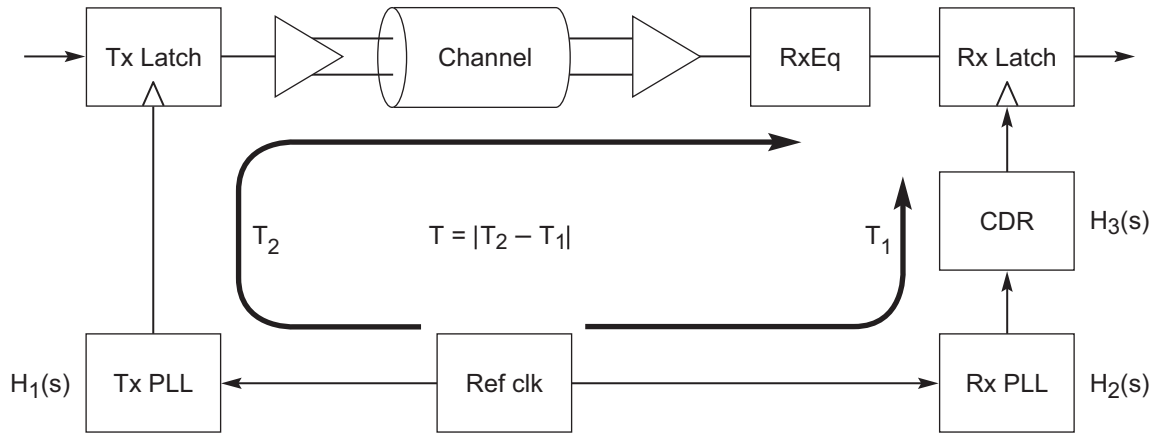 Tx Latch
Channel
RxEq
Rx Latch
T₂
T = |T₂ – T₁|
T₁
CDR
H₃(s)
H₁(s)
Tx PLL
Ref clk
Rx PLL
H₂(s)